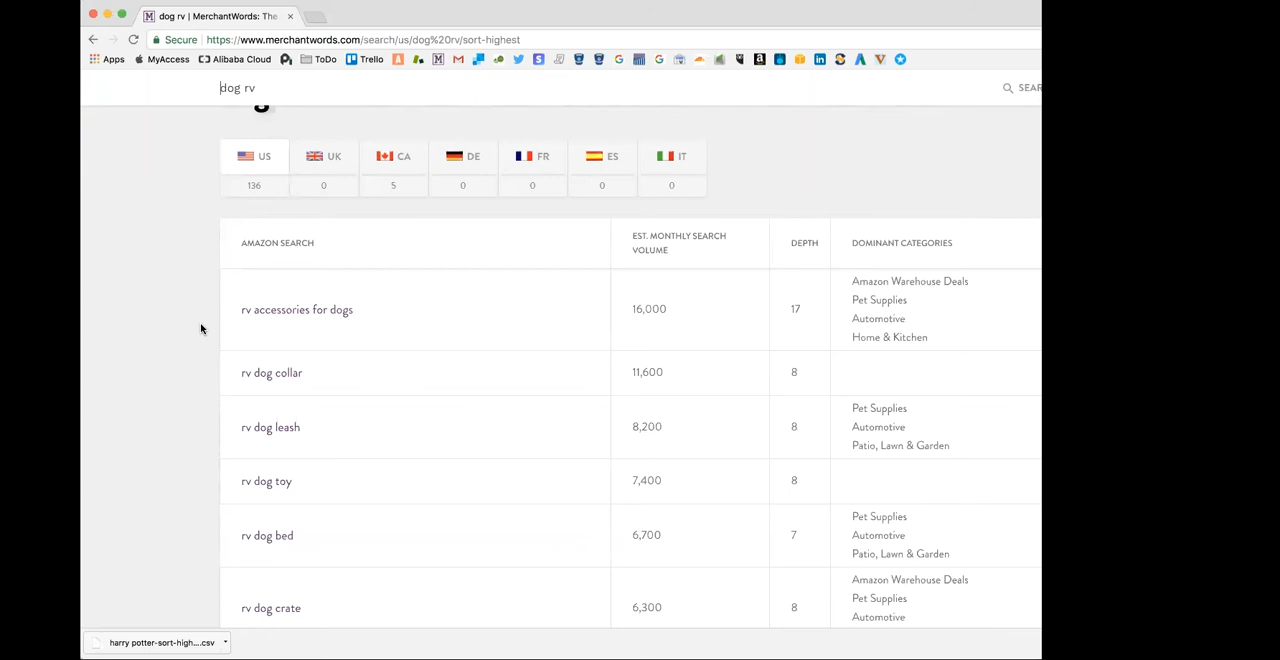 dog rv | MerchantWords: The
Secure https://www.merchantwords.com/search/us/dog%20rv/sort-highest
Apps MyAccess Alibaba Cloud ToDo Trello
dog rv
SEAR
US UK CA DE FR ES IT
136 0 5 0 0 0 0
AMAZON SEARCH EST. MONTHLY SEARCH VOLUME DEPTH DOMINANT CATEGORIES
rv accessories for dogs 16,000 17 Amazon Warehouse Deals
Pet Supplies
Automotive
Home & Kitchen
rv dog collar 11,600 8
rv dog leash 8,200 8 Pet Supplies
Automotive
Patio, Lawn & Garden
rv dog toy 7,400 8
rv dog bed 6,700 7 Pet Supplies
Automotive
Patio, Lawn & Garden
rv dog crate 6,300 8 Amazon Warehouse Deals
Pet Supplies
Automotive
harry potter-sort-high....csv